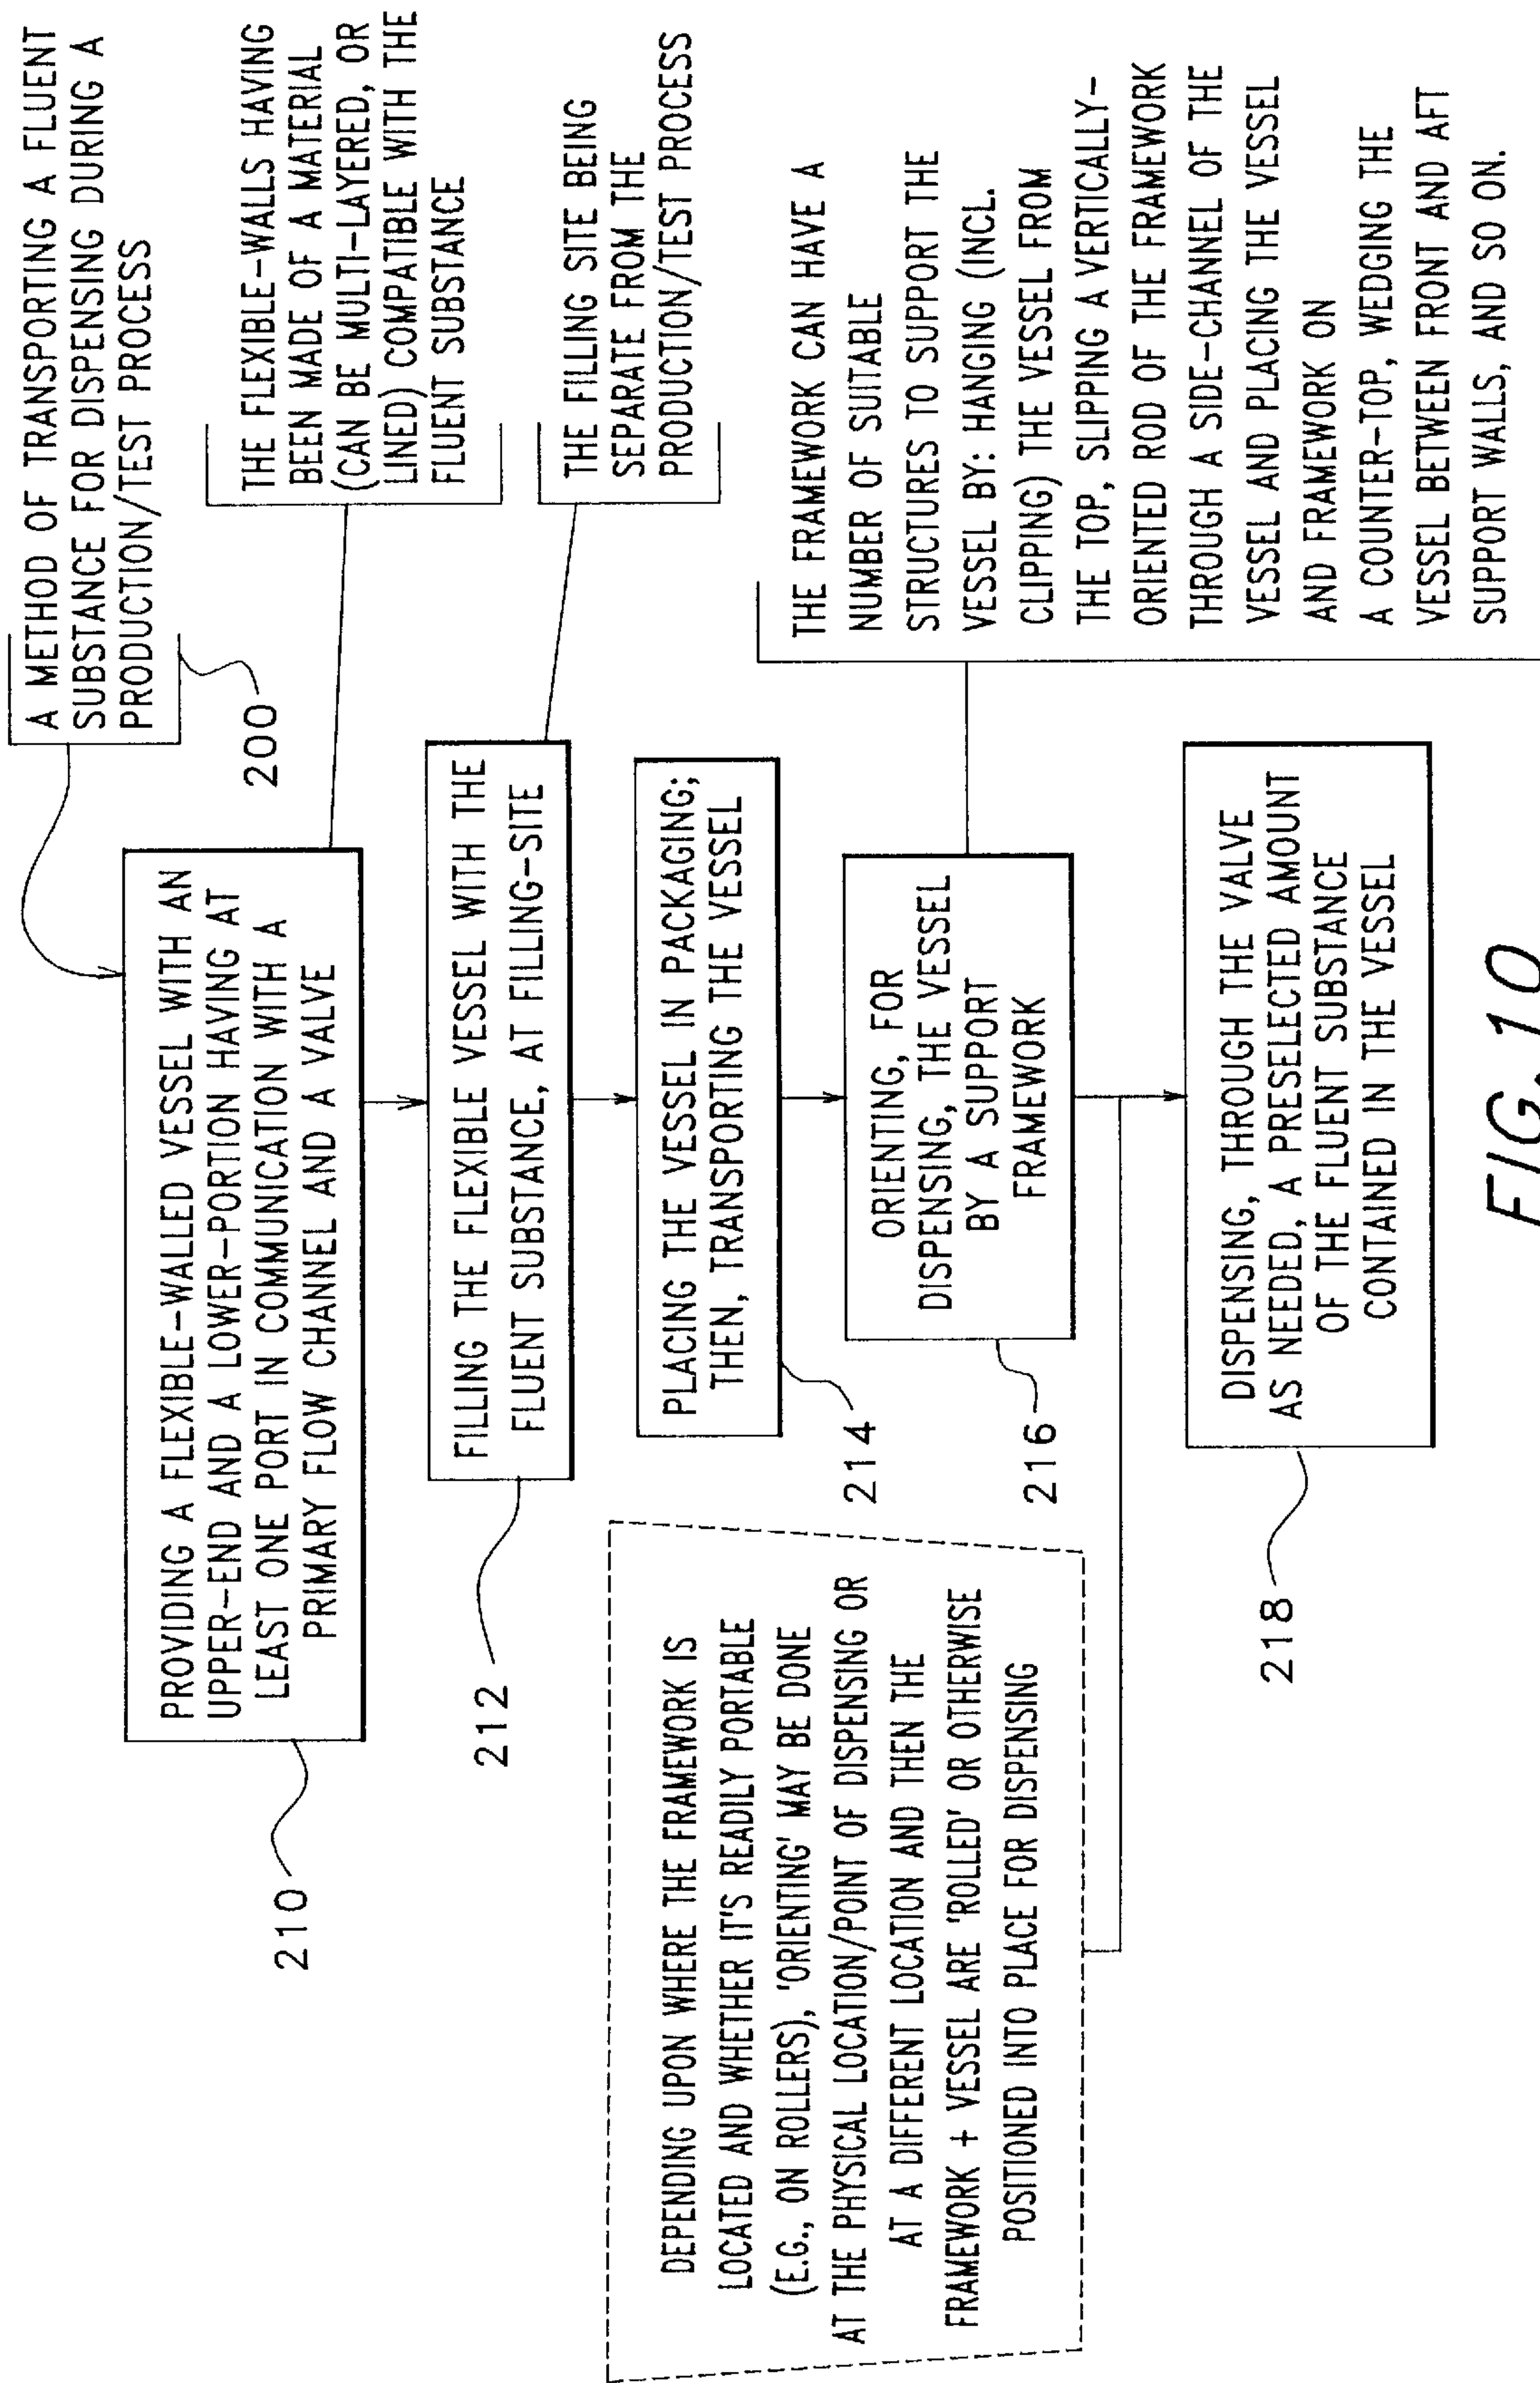 A METHOD OF TRANSPORTING A FLUENT
SUBSTANCE FOR DISPENSING DURING A
PRODUCTION/TEST PROCESS
200
PROVIDING A FLEXIBLE-WALLED VESSEL WITH AN
UPPER-END AND A LOWER-PORTION HAVING AT
LEAST ONE PORT IN COMMUNICATION WITH A
PRIMARY FLOW CHANNEL AND A VALVE
210
THE FLEXIBLE-WALLS HAVING
BEEN MADE OF A MATERIAL
(CAN BE MULTI-LAYERED, OR
LINED) COMPATIBLE WITH THE
FLUENT SUBSTANCE
FILLING THE FLEXIBLE VESSEL WITH THE
FLUENT SUBSTANCE, AT FILLING-SITE
212
THE FILLING SITE BEING
SEPARATE FROM THE
PRODUCTION/TEST PROCESS
PLACING THE VESSEL IN PACKAGING;
THEN, TRANSPORTING THE VESSEL
214
ORIENTING, FOR
DISPENSING, THE VESSEL
BY A SUPPORT
FRAMEWORK
216
THE FRAMEWORK CAN HAVE A
NUMBER OF SUITABLE
STRUCTURES TO SUPPORT THE
VESSEL BY: HANGING (INCL.
CLIPPING) THE VESSEL FROM
THE TOP, SLIPPING A VERTICALLY-
ORIENTED ROD OF THE FRAMEWORK
THROUGH A SIDE-CHANNEL OF THE
VESSEL AND PLACING THE VESSEL
AND FRAMEWORK ON
A COUNTER-TOP, WEDGING THE
VESSEL BETWEEN FRONT AND AFT
SUPPORT WALLS, AND SO ON.
DEPENDING UPON WHERE THE FRAMEWORK IS
LOCATED AND WHETHER IT'S READILY PORTABLE
(E.G., ON ROLLERS), 'ORIENTING' MAY BE DONE
AT THE PHYSICAL LOCATION/POINT OF DISPENSING OR
AT A DIFFERENT LOCATION AND THEN THE
FRAMEWORK + VESSEL ARE 'ROLLED' OR OTHERWISE
POSITIONED INTO PLACE FOR DISPENSING
DISPENSING, THROUGH THE VALVE
AS NEEDED, A PRESELECTED AMOUNT
OF THE FLUENT SUBSTANCE
CONTAINED IN THE VESSEL
218
FIG.10